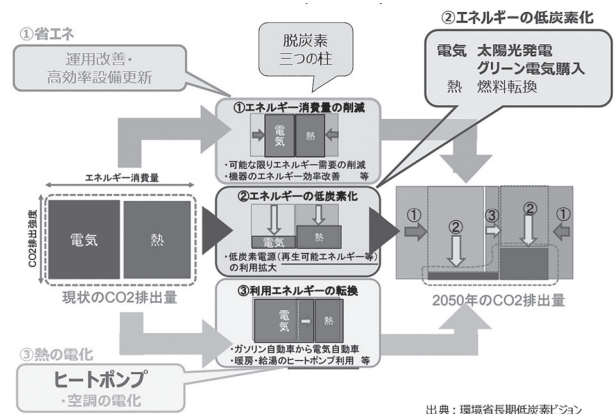 ②エネルギーの低炭素化
電気 太陽光発電
グリーン電気購入
熱 燃料転換
①省エネ
運用改善・
高効率設備更新
脱炭素
三つの柱
①エネルギー消費量の削減
電気
熱
・可能な限りエネルギー需要の削減
・機器のエネルギー効率改善 等
エネルギー消費量
CO2排出強度
電気
熱
現状のCO2排出量
②エネルギーの低炭素化
電気
熱
・低炭素電源(再生可能エネルギー等)
の利用拡大
①
②
③
②
①
2050年のCO2排出量
③利用エネルギーの転換
電気
熱
・ガソリン自動車から電気自動車
・暖房・給湯のヒートポンプ利用 等
③熱の電化
ヒートポンプ
・空調の電化
出典:環境省長期低炭素ビジョン